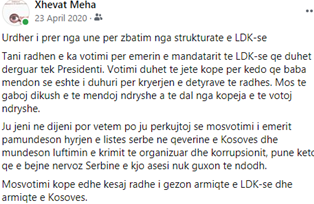 Xhevat Meha
23 April 2020
Urdher i prer nga une per zbatim nga strukturate e LDK-se
Tani radhen e ka votimi per emerin e mandatarit te LDK-se qe duhet
derguar tek Presidenti. Votimi duhet te jete kope per kedo qe baba
mendon se eshte i duhuri per kryerjen e detyrave te radhes. Mos te
gaboj dikush e te mendoj ndryshe a te dal nga kopeja e te votoj
ndryshe.
Ju jeni ne dijeni por vetem po ju perkujtoj se mosvotimi i emerit
pamundeson hyrjen e listes serbe ne qeverine e Kosoves dhe
mundeson luftimin e krimit te organizuar dhe korrupsionit, pune keto
qe e bejne nervoz Serbine e kjo asesi nuk guxon te ndodh.
Mosvotimi kope edhe kesaj radhe i gezon armiqte e LDK-se dhe
armiqte e Kosoves.